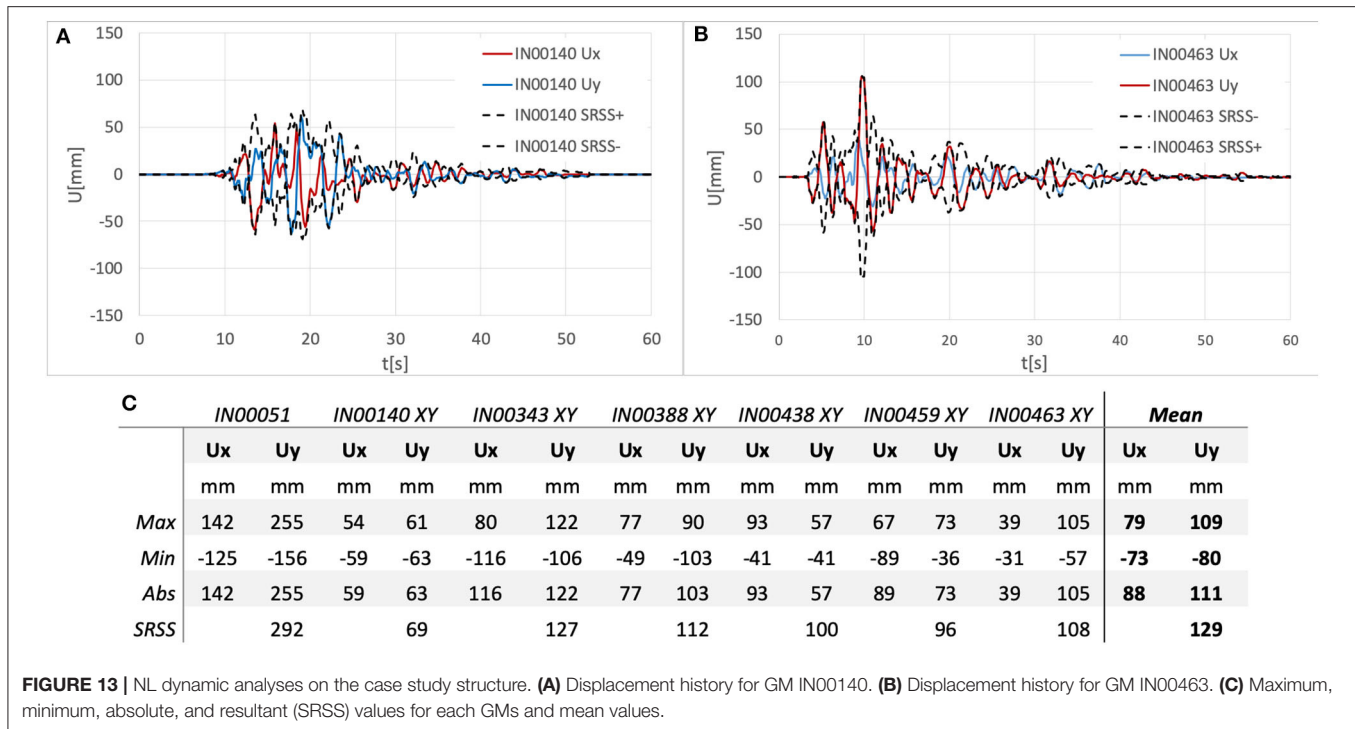 A
150
100
50
0
-50
-100
-150
U[mm]
0 10 20 30 40 50 60
t[s]
IN00140 Ux
IN00140 Uy
IN00140 SRSS+
IN00140 SRSS-
B
150
100
50
0
-50
-100
-150
U[mm]
0 10 20 30 40 50 60
t[s]
IN00463 Ux
IN00463 Uy
IN00463 SRSS-
IN00463 SRSS+
C
IN00051 IN00140 XY IN00343 XY IN00388 XY IN00438 XY IN00459 XY IN00463 XY Mean
Ux Uy Ux Uy Ux Uy Ux Uy Ux Uy Ux Uy Ux Uy Ux Uy
mm mm mm mm mm mm mm mm mm mm mm mm mm mm mm mm
Max 142 255 54 61 80 122 77 90 93 57 67 73 39 105 79 109
Min -125 -156 -59 -63 -116 -106 -49 -103 -41 -41 -89 -36 -31 -57 -73 -80
Abs 142 255 59 63 116 122 77 103 93 57 89 73 39 105 88 111
SRSS 292 69 127 112 100 96 108 129
FIGURE 13 | NL dynamic analyses on the case study structure. (A) Displacement history for GM IN00140. (B) Displacement history for GM IN00463. (C) Maximum,
minimum, absolute, and resultant (SRSS) values for each GMs and mean values.